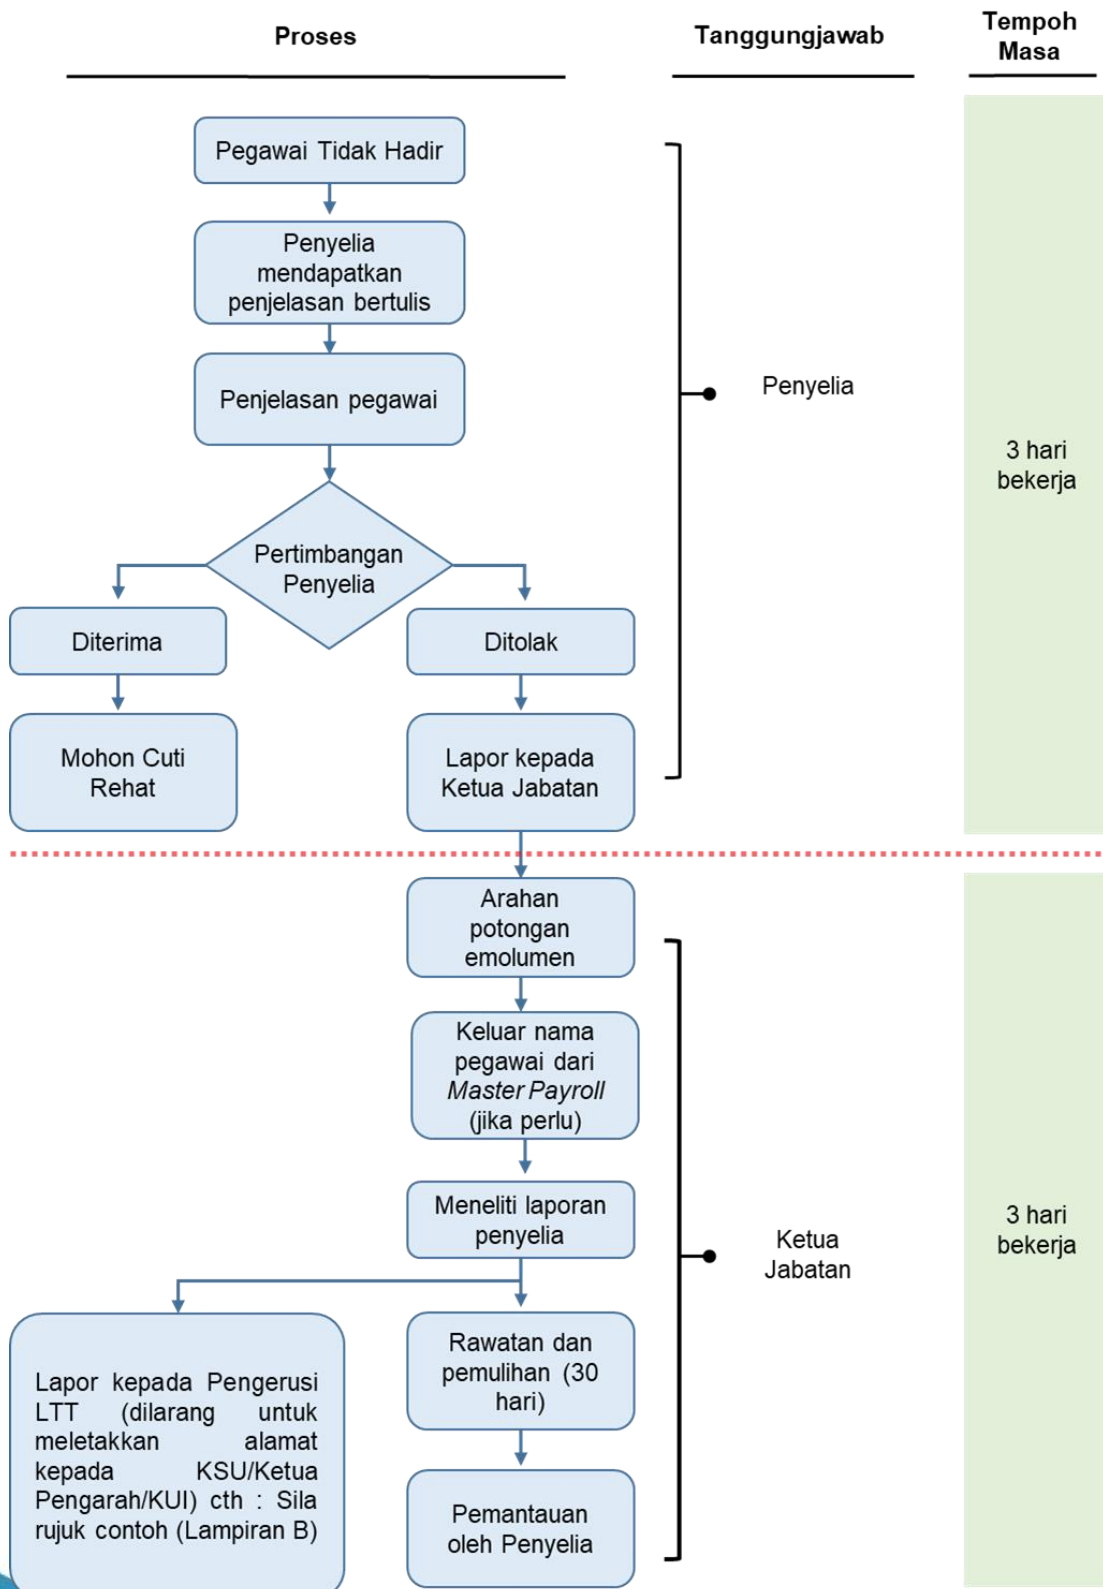 Proses
Tanggungjawab
Tempoh
Masa
Pegawai Tidak Hadir
Penyelia
mendapatkan
penjelasan bertulis
Penjelasan pegawai
Penyelia
3 hari
bekerja
Pertimbangan
Penyelia
Diterima
Ditolak
Mohon Cuti
Rehat
Lapor kepada
Ketua Jabatan
Arahan
potongan
emolumen
Keluar nama
pegawai dari
Master Payroll
(jika perlu)
Meneliti laporan
penyelia
Ketua
Jabatan
3 hari
bekerja
Lapor kepada Pengerusi
LTT (dilarang untuk
meletakkan alamat
kepada KSU/Ketua
Pengarah/KUI) cth : Sila
rujuk contoh (Lampiran B)
Rawatan dan
pemulihan (30
hari)
Pemantauan
oleh Penyelia